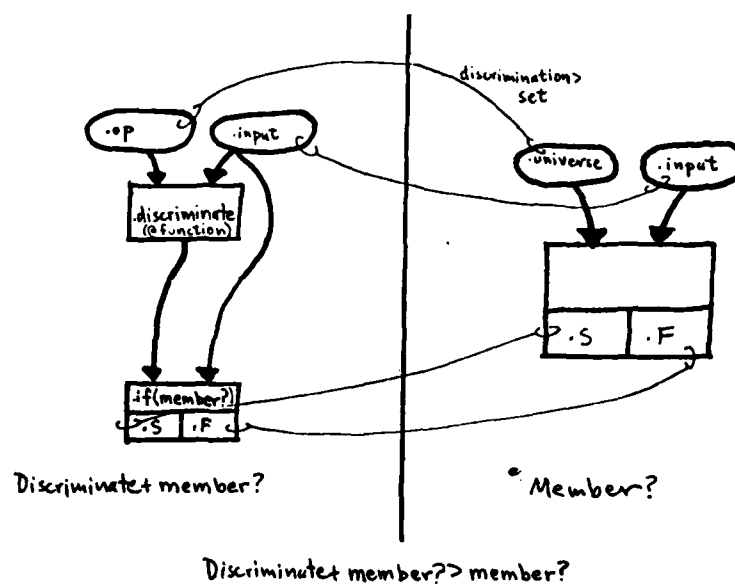 discrimination>
set
.op
.input
.discriminate
(@function)
.if(member?)
.S
.F
Discriminate+ member?
.universe
.input
.S
.F
Member?
Discriminate+ member?> member?